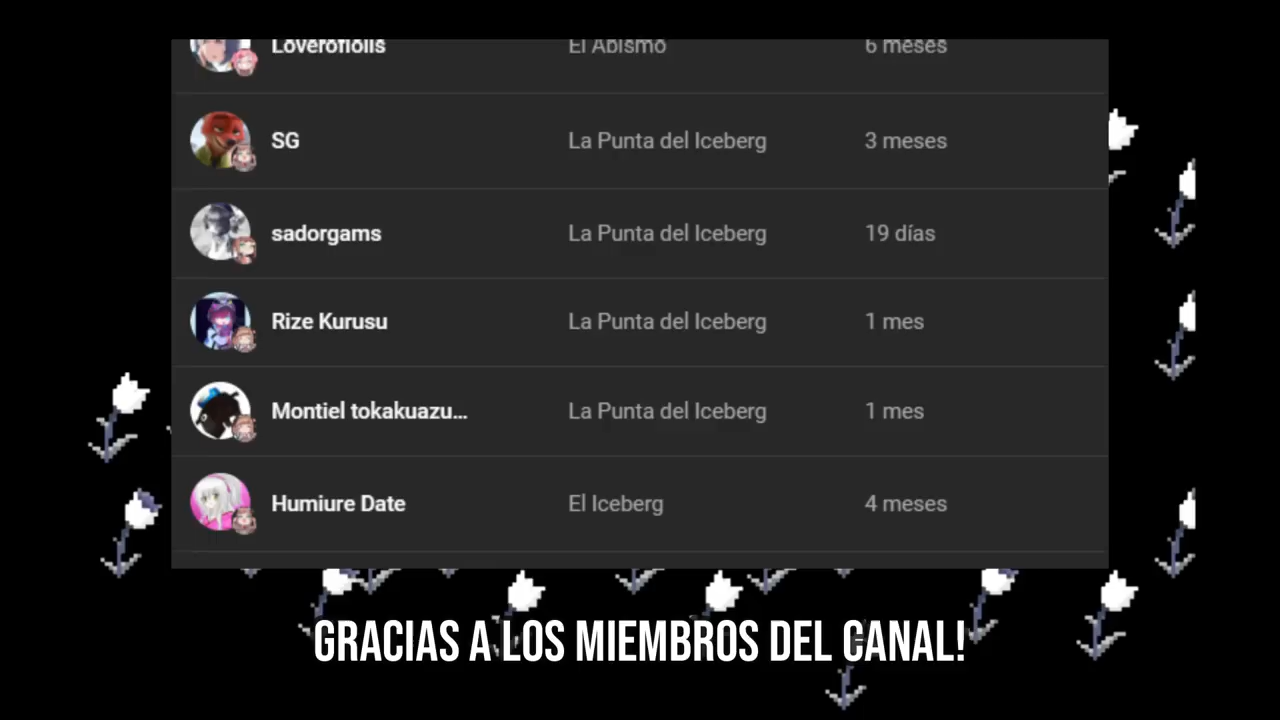 Loveroflolis El Abismo 6 meses
SG La Punta del Iceberg 3 meses
sadorgams La Punta del Iceberg 19 días
Rize Kurusu La Punta del Iceberg 1 mes
Montiel tokakuazu... La Punta del Iceberg 1 mes
Humiure Date El Iceberg 4 meses
GRACIAS A LOS MIEMBROS DEL CANAL!